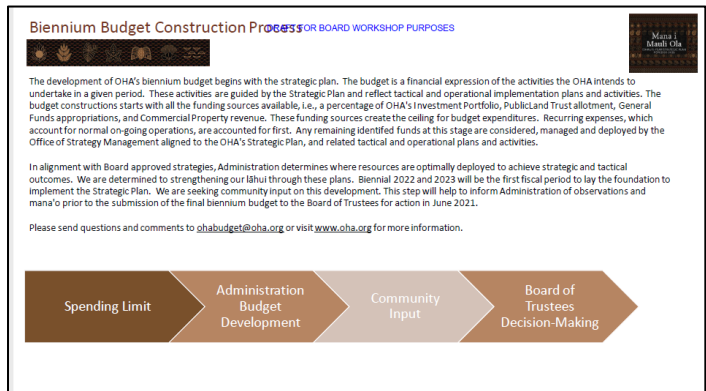 Biennium Budget Construction Process
DRAFT FOR BOARD WORKSHOP PURPOSES
Mana i
Mauli Ola
The development of OHA's biennium budget begins with the strategic plan. The budget is a financial expression of the activities the OHA intends to
undertake in a given period. These activities are guided by the Strategic Plan and reflect tactical and operational implementation plans and activities. The
budget constructions starts with all the funding sources available, i.e., a percentage of OHA's Investment Portfolio, PublicLand Trust allotment, General
Funds appropriations, and Commercial Property revenue. These funding sources create the ceiling for budget expenditures. Recurring expenses, which
account for normal on-going operations, are accounted for first. Any remaining identifed funds at this stage are considered, managed and deployed by the
Office of Strategy Management aligned to the OHA's Strategic Plan, and related tactical and operational plans and activities.
In alignment with Board approved strategies, Administration determines where resources are optimally deployed to achieve strategic and tactical
outcomes. We are determined to strengthening our lāhui through these plans. Biennial 2022 and 2023 will be the first fiscal period to lay the foundation to
implement the Strategic Plan. We are seeking community input on this development. This step will help to inform Administration of observations and
mana'o prior to the submission of the final biennium budget to the Board of Trustees for action in June 2021.
Please send questions and comments to ohabudget@oha.org or visit www.oha.org for more information.
Spending Limit
Administration
Budget
Development
Community
Input
Board of
Trustees
Decision-Making